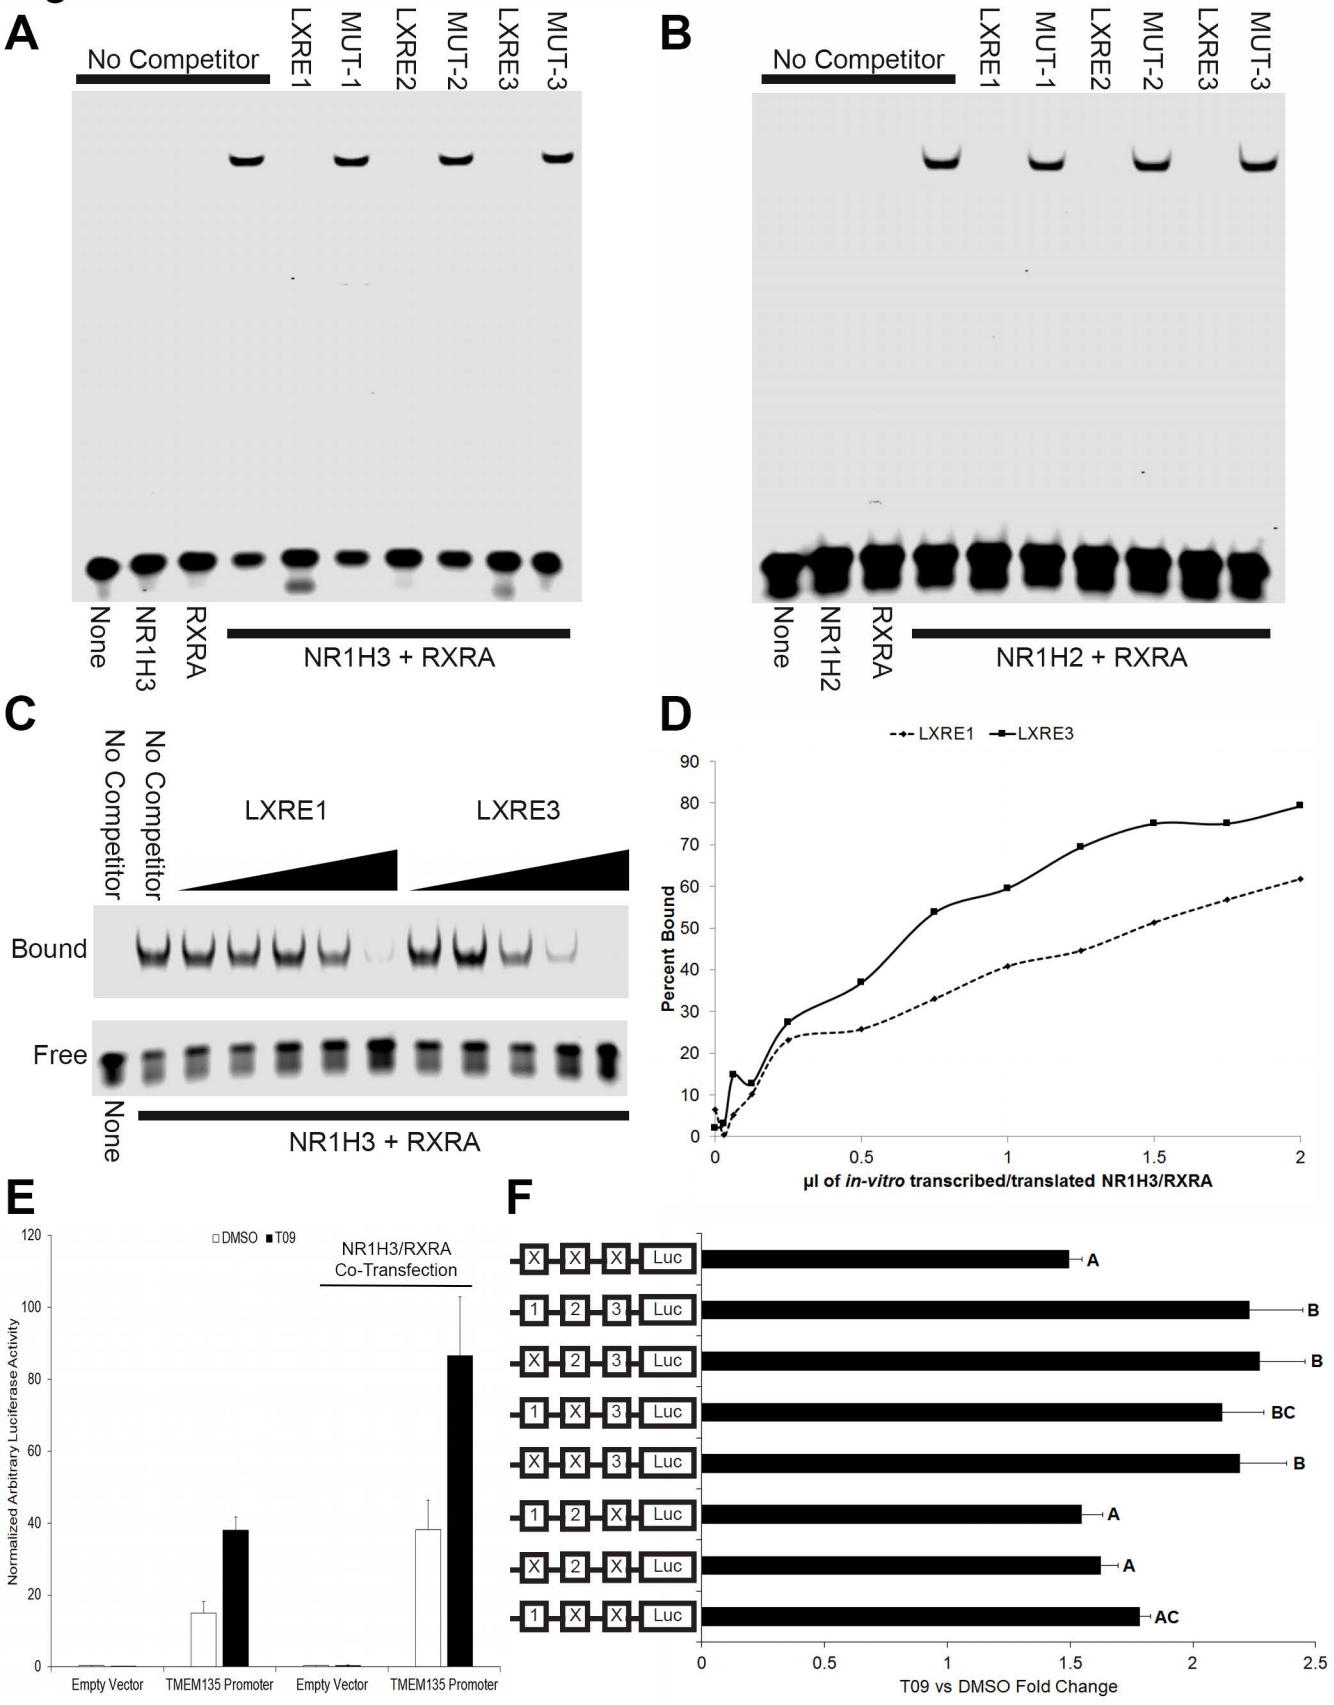 A
No Competitor
LXRE1
MUT-1
LXRE2
MUT-2
LXRE3
MUT-3
None
NR1H3
RXRA
NR1H3 + RXRA
B
No Competitor
LXRE1
MUT-1
LXRE2
MUT-2
LXRE3
MUT-3
None
NR1H2
RXRA
NR1H2 + RXRA
C
No Competitor
No Competitor
LXRE1
LXRE3
Bound
Free
None
NR1H3 + RXRA
D
LXRE1 LXRE3
Percent Bound
90
80
70
60
50
40
30
20
10
0
0 0.5 1 1.5 2
µl of in-vitro transcribed/translated NR1H3/RXRA
E
DMSO T09
NR1H3/RXRA
Co-Transfection
Normalized Arbitrary Luciferase Activity
120
100
80
60
40
20
0
Empty Vector TMEM135 Promoter Empty Vector TMEM135 Promoter
F
X X X Luc A
1 2 3 Luc B
X 2 3 Luc B
1 X 3 Luc BC
X X 3 Luc B
1 2 X Luc A
X 2 X Luc A
1 X X Luc AC
0 0.5 1 1.5 2 2.5
T09 vs DMSO Fold Change